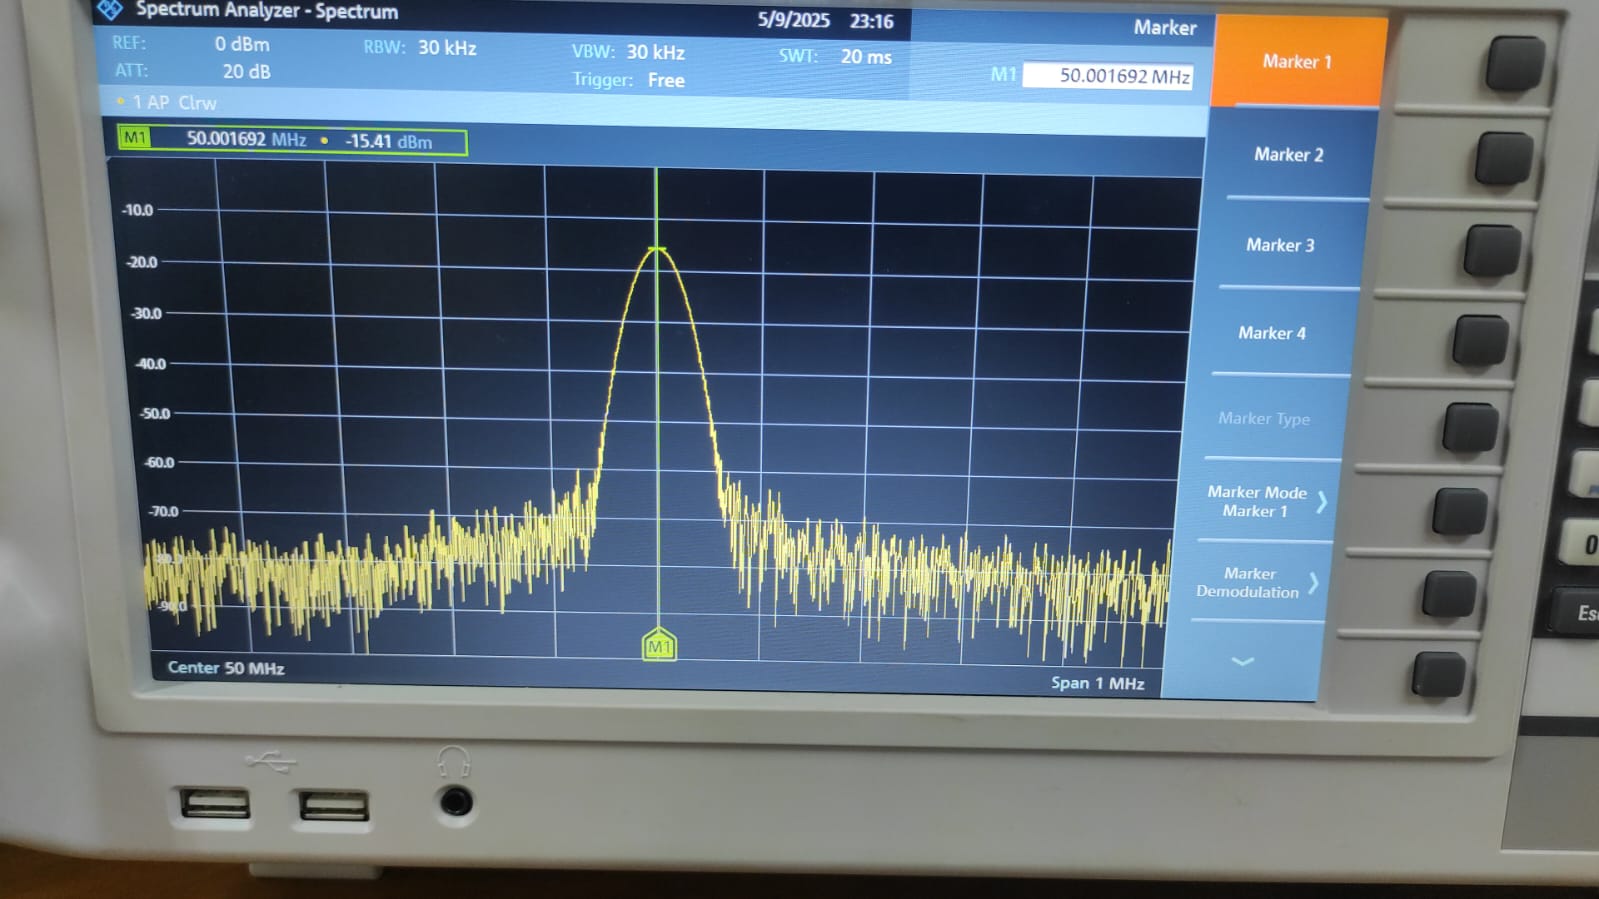 Spectrum Analyzer - Spectrum
5/9/2025 23:16
REF: 0 dBm
RBW: 30 kHz
VBW: 30 kHz
SWT: 20 ms
ATT: 20 dB
Trigger: Free
Marker
M1 50.001692 MHz
1 AP Clrw
M1 50.001692 MHz • -15.41 dBm
-10.0
-20.0
-30.0
-40.0
-50.0
-60.0
-70.0
-80.0
-90.0
M1
Center 50 MHz
Span 1 MHz
Marker 1
Marker 2
Marker 3
Marker 4
Marker Type
Marker Mode
Marker 1
Marker
Demodulation
0